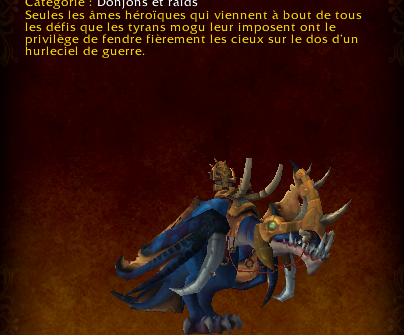 Catégorie : Donjons et raids
Seules les âmes héroïques qui viennent à bout de tous
les défis que les tyrans mogu leur imposent ont le
privilège de fendre fièrement les cieux sur le dos d'un
hurleciel de guerre.